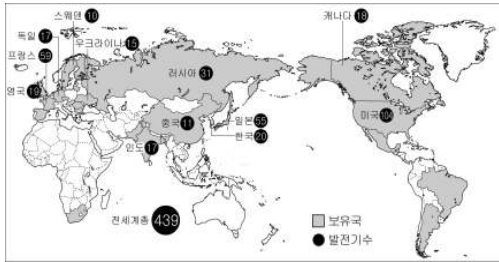 스웨덴 10
캐나다 18
독일 17
우크라이나 15
프랑스 59
러시아 31
영국 19
미국 104
중국 11
일본 55
한국 20
인도 17
전세계총 439
보유국
발전기수